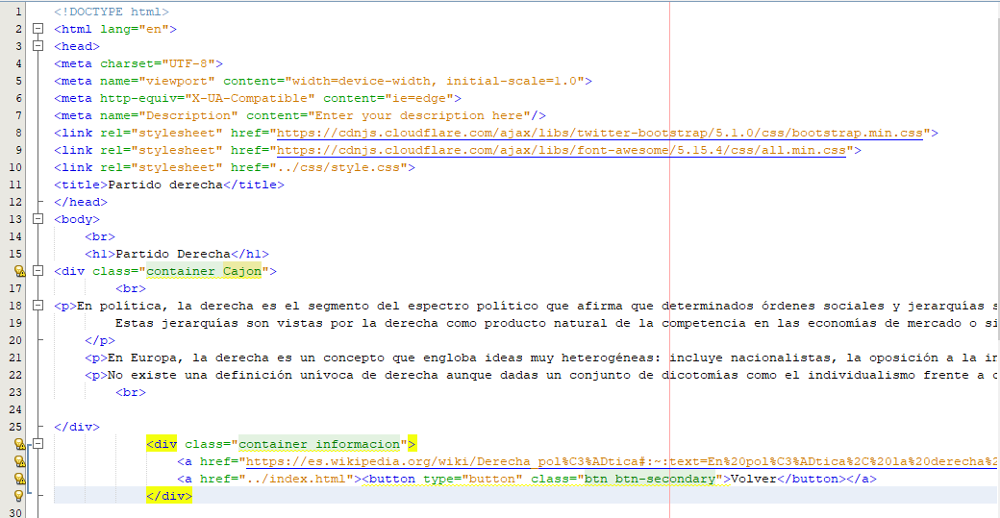 1 <!DOCTYPE html>
2 <html lang="en">
3 <head>
4 <meta charset="UTF-8">
5 <meta name="viewport" content="width=device-width, initial-scale=1.0">
6 <meta http-equiv="X-UA-Compatible" content="ie=edge">
7 <meta name="Description" content="Enter your description here"/>
8 <link rel="stylesheet" href="https://cdnjs.cloudflare.com/ajax/libs/twitter-bootstrap/5.1.0/css/bootstrap.min.css">
9 <link rel="stylesheet" href="https://cdnjs.cloudflare.com/ajax/libs/font-awesome/5.15.4/css/all.min.css">
10 <link rel="stylesheet" href="../css/style.css">
11 <title>Partido derecha</title>
12 </head>
13 <body>
14 <br>
15 <h1>Partido Derecha</h1>
<div class="container Cajon">
17 <br>
18 <p>En política, la derecha es el segmento del espectro político que afirma que determinados órdenes sociales y jerarquías s
19 Estas jerarquías son vistas por la derecha como producto natural de la competencia en las economías de mercado o si
20 </p>
21 <p>En Europa, la derecha es un concepto que engloba ideas muy heterogéneas: incluye nacionalistas, la oposición a la in
22 <p>No existe una definición unívoca de derecha aunque dadas un conjunto de dicotomías como el individualismo frente a c
23 <br>
24
25 </div>
<div class="container informacion">
<a href="https://es.wikipedia.org/wiki/Derecha_pol%C3%ADtica#:~:text=En%20pol%C3%ADtica%2C%20la%20derecha%2
<a href="../index.html"><button type="button" class="btn btn-secondary">Volver</button></a>
</div>
30